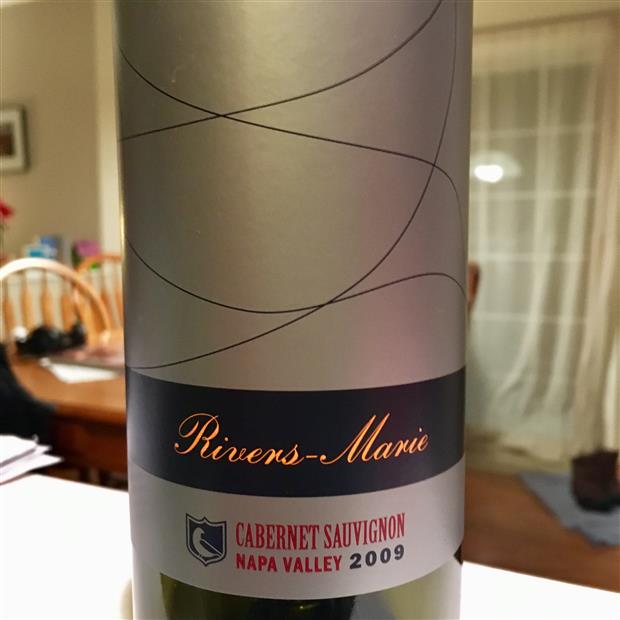 Rivers-Marie
CABERNET SAUVIGNON
NAPA VALLEY 2009